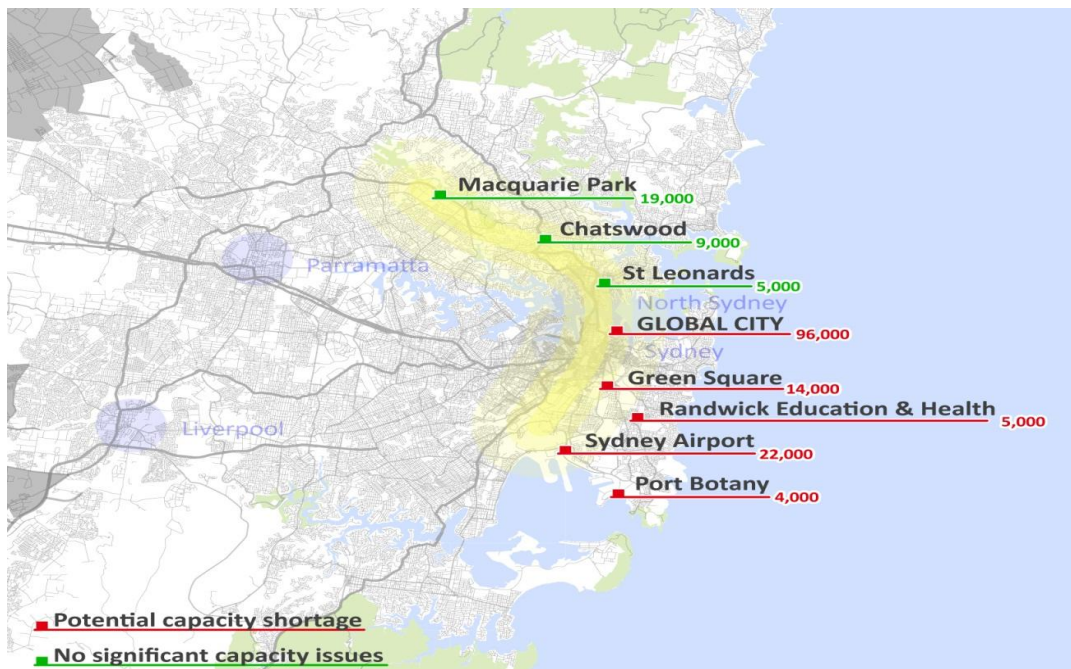 Macquarie Park
19,000
Chatswood
9,000
Parramatta
St Leonards
5,000
North Sydney
GLOBAL CITY
96,000
Sydney
Green Square
14,000
Randwick Education & Health
5,000
Liverpool
Sydney Airport
22,000
Port Botany
4,000
Potential capacity shortage
No significant capacity issues